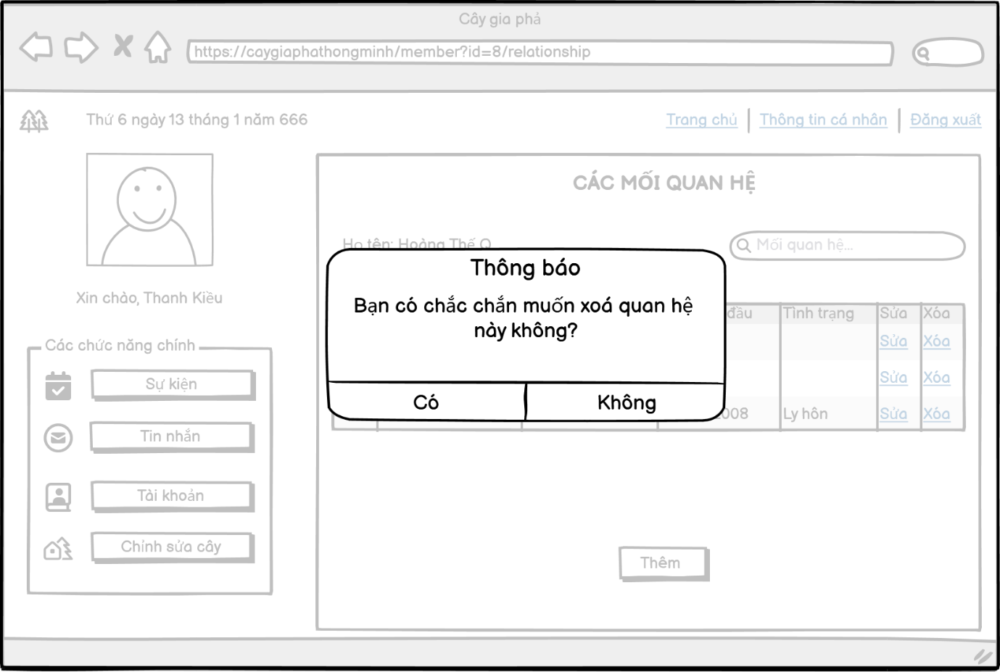 Cây gia phả
https://caygiaphathongminh/member?id=8/relationship
Thứ 6 ngày 13 tháng 1 năm 666
Trang chủ
Thông tin cá nhân
Đăng xuất
CÁC MỐI QUAN HỆ
Họ tên: Hoàng Thế Q
Mối quan hệ...
Thông báo
Bạn có chắc chắn muốn xoá quan hệ
này không?
Có
Không
đầu
Tình trạng
Sửa
Xóa
Sửa
Xóa
Sửa
Xóa
2008
Ly hôn
Sửa
Xóa
Xin chào, Thanh Kiều
Các chức năng chính
Sự kiện
Tin nhắn
Tài khoản
Chỉnh sửa cây
Thêm